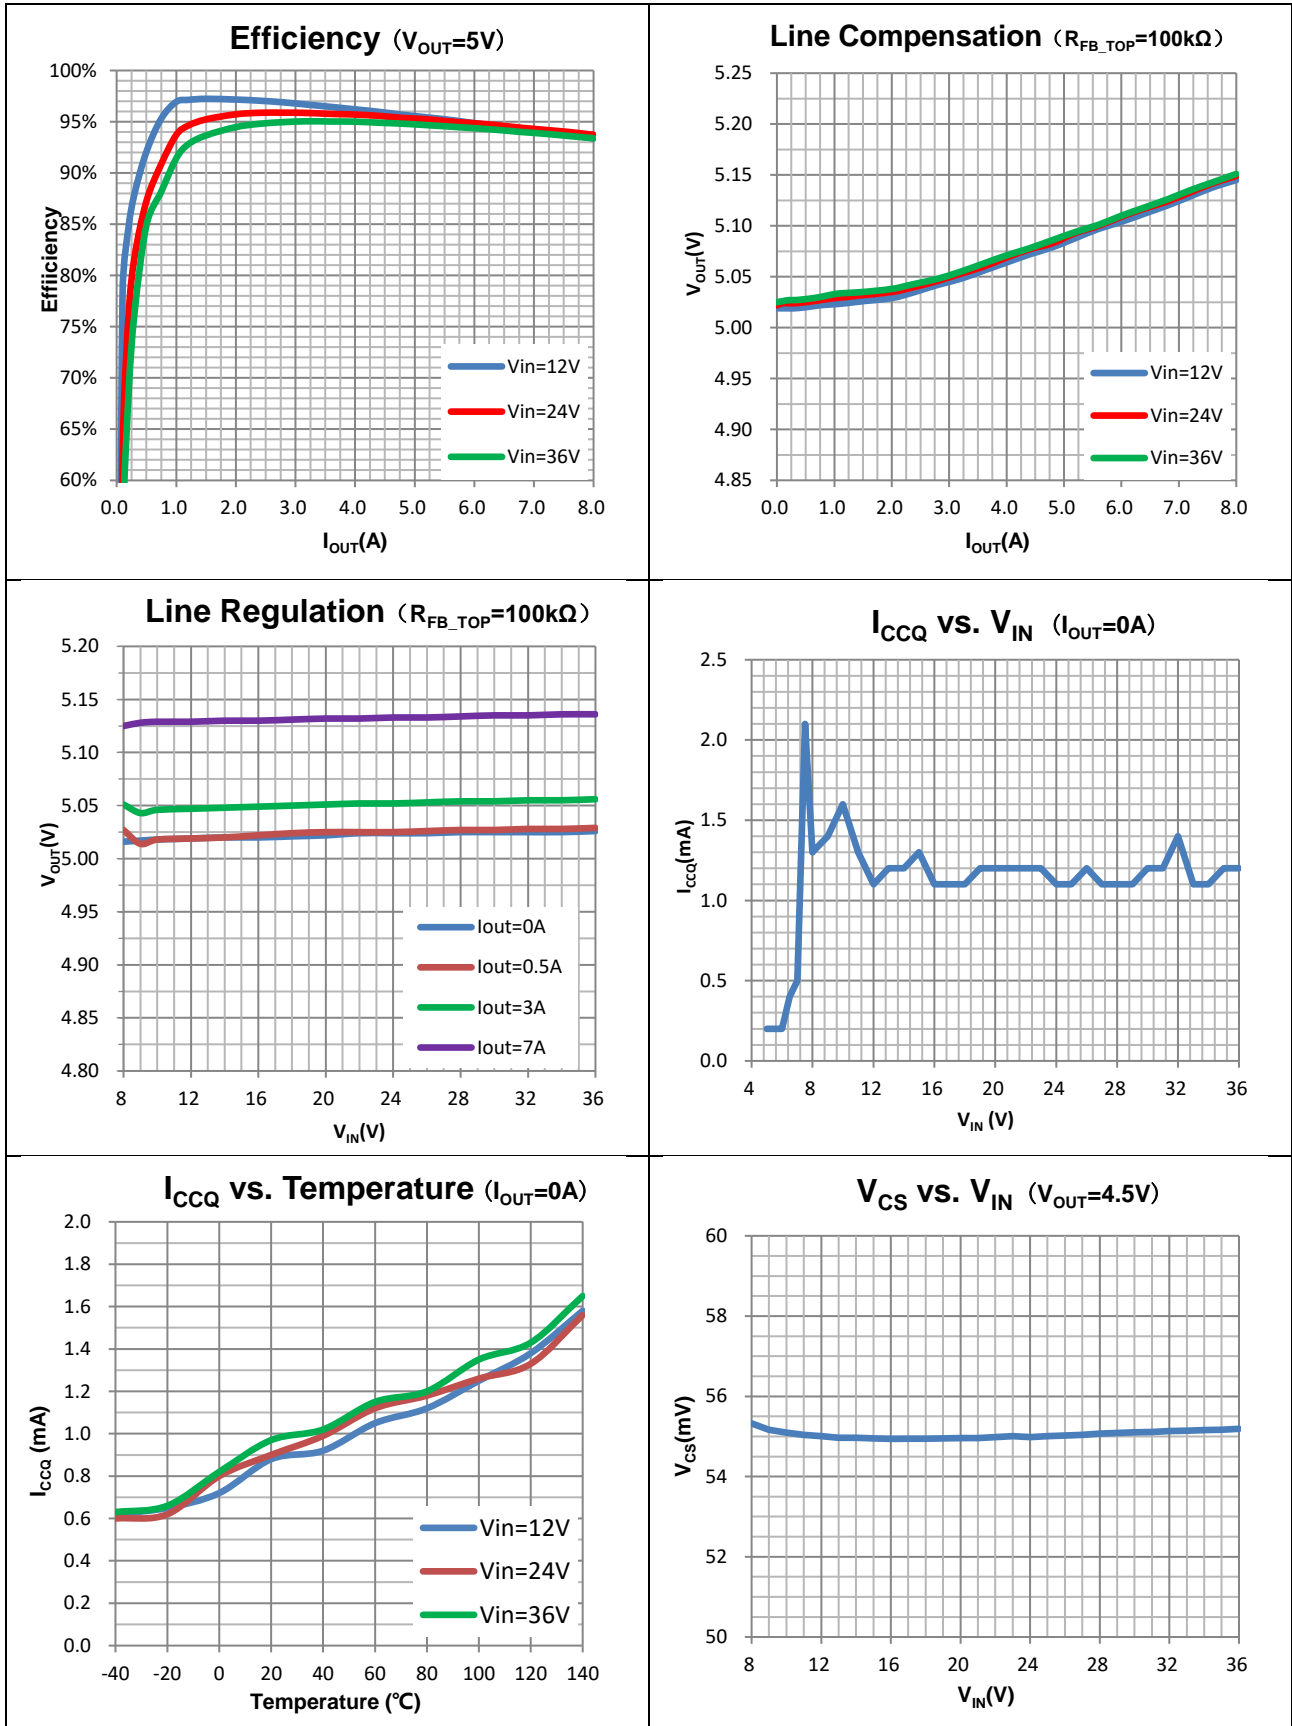 Efficiency （VOUT=5V）
100%
95%
90%
85%
80%
75%
70%
65%
60%
Effiiciency
Vin=12V
Vin=24V
Vin=36V
0.0 1.0 2.0 3.0 4.0 5.0 6.0 7.0 8.0
IOUT(A)
Line Compensation （RFB_TOP=100kΩ）
5.25
5.20
5.15
5.10
5.05
5.00
4.95
4.90
4.85
VOUT(V)
Vin=12V
Vin=24V
Vin=36V
0.0 1.0 2.0 3.0 4.0 5.0 6.0 7.0 8.0
IOUT(A)
Line Regulation （RFB_TOP=100kΩ）
5.20
5.15
5.10
5.05
5.00
4.95
4.90
4.85
4.80
VOUT(V)
Iout=0A
Iout=0.5A
Iout=3A
Iout=7A
8 12 16 20 24 28 32 36
VIN(V)
ICCQ vs. VIN （IOUT=0A）
2.5
2.0
1.5
1.0
0.5
0.0
ICCQ(mA)
4 8 12 16 20 24 28 32 36
VIN (V)
ICCQ vs. Temperature （IOUT=0A）
2.0
1.8
1.6
1.4
1.2
1.0
0.8
0.6
0.4
0.2
0.0
ICCQ (mA)
Vin=12V
Vin=24V
Vin=36V
-40 -20 0 20 40 60 80 100 120 140
Temperature (℃)
VCS vs. VIN （VOUT=4.5V）
60
58
56
54
52
50
VCS(mV)
8 12 16 20 24 28 32 36
VIN(V)